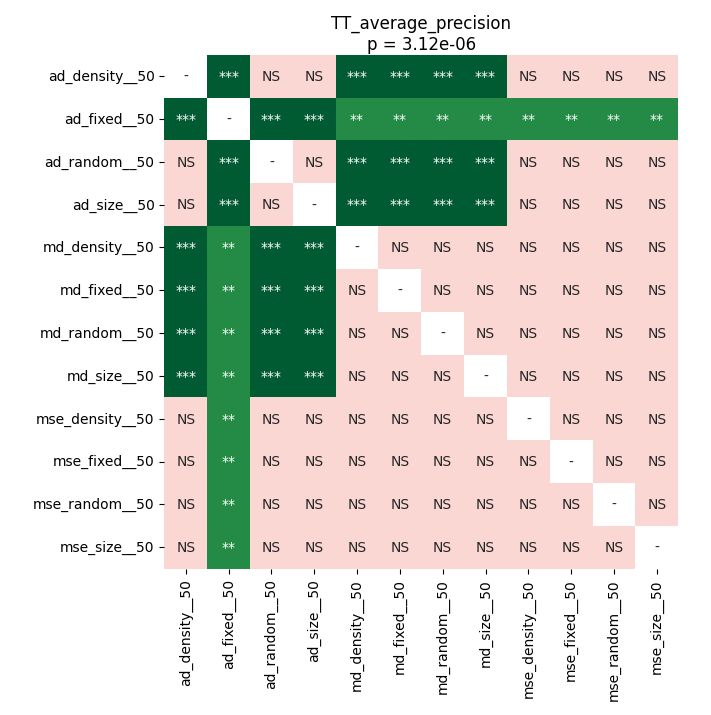 TT_average_precision
p = 3.12e-06
ad_density__50 - *** NS NS *** *** *** *** NS NS NS NS
ad_fixed__50 *** - *** *** ** ** ** ** ** ** ** **
ad_random__50 NS *** - NS *** *** *** *** NS NS NS NS
ad_size__50 NS *** NS - *** *** *** *** NS NS NS NS
md_density__50 *** ** *** *** - NS NS NS NS NS NS NS
md_fixed__50 *** ** *** *** NS - NS NS NS NS NS NS
md_random__50 *** ** *** *** NS NS - NS NS NS NS NS
md_size__50 *** ** *** *** NS NS NS - NS NS NS NS
mse_density__50 NS ** NS NS NS NS NS NS - NS NS NS
mse_fixed__50 NS ** NS NS NS NS NS NS NS - NS NS
mse_random__50 NS ** NS NS NS NS NS NS NS NS - NS
mse_size__50 NS ** NS NS NS NS NS NS NS NS NS -
ad_density__50
ad_fixed__50
ad_random__50
ad_size__50
md_density__50
md_fixed__50
md_random__50
md_size__50
mse_density__50
mse_fixed__50
mse_random__50
mse_size__50